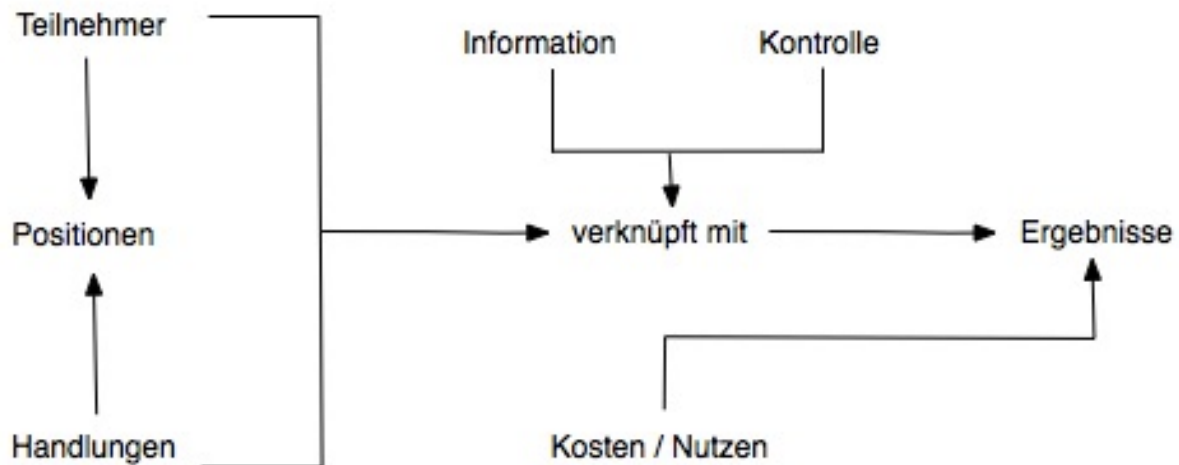 Teilnehmer
Information
Kontrolle
Positionen
verknüpft mit
Ergebnisse
Handlungen
Kosten / Nutzen